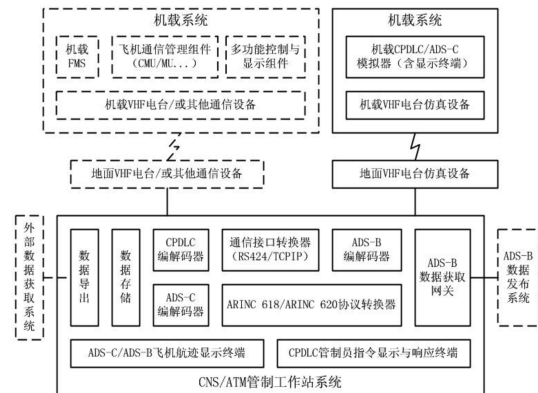 机载系统
机载
FMS
飞机通信管理组件
（CMU/MU...）
多功能控制与
显示组件
机载VHF电台/或其他通信设备
机载系统
机载CPDLC/ADS-C
模拟器（含显示终端）
机载VHF电台仿真设备
地面VHF电台/或其他通信设备
地面VHF电台仿真设备
外部数据获取系统
数据导出
数据存储
CPDLC
编解码器
通信接口转换器
（RS424/TCPIP）
ADS-B
编解码器
ADS-C
编解码器
ARINC 618/ARINC 620协议转换器
ADS-B
数据获取
网关
ADS-B
数据发
布系统
ADS-C/ADS-B飞机航迹显示终端
CPDLC管制员指令显示与响应终端
CNS/ATM管制工作站系统